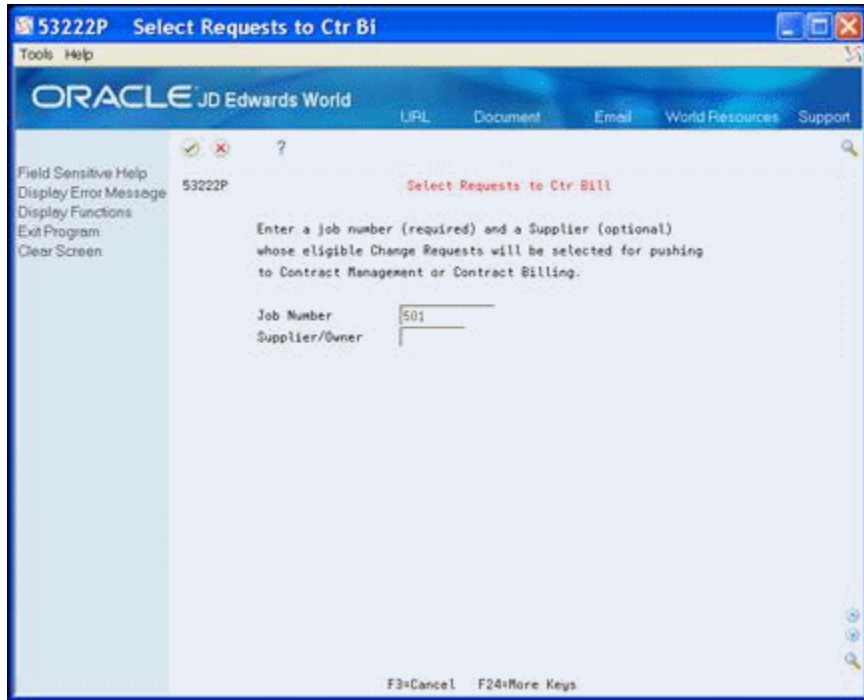 53222P Select Requests to Ctr Bi
Tools Help
ORACLE JD Edwards World
URL Document Email World Resources Support
?
Field Sensitive Help
Display Error Message
Display Functions
Exit Program
Clear Screen
53222P Select Requests to Ctr Bill
Enter a job number (required) and a Supplier (optional)
whose eligible Change Requests will be selected for pushing
to Contract Management or Contract Billing.
Job Number 501
Supplier/Owner
F3=Cancel F24=More Keys